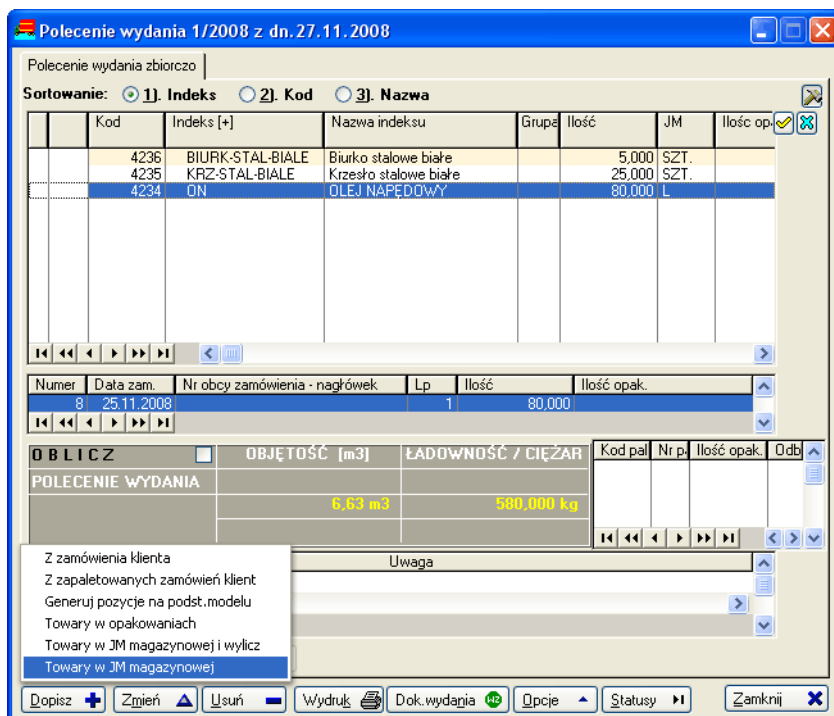 Polecenie wydania 1/2008 z dn.27.11.2008
Polecenie wydania zbiorczo
Sortowanie: 1). Indeks 2). Kod 3). Nazwa
Kod Indeks [+] Nazwa indeksu Grupa Ilość JM Ilośc op
4236 BIURK-STAL-BIALE Biurko stalowe białe 5,000 SZT.
4235 KRZ-STAL-BIALE Krzesło stalowe białe 25,000 SZT.
4234 ON OLEJ NAPĘDOWY 80,000 L
Numer Data zam. Nr obcy zamówienia - nagłówek Lp Ilość Ilość opak.
8 25.11.2008 1 80,000
OBLICZ OBJĘTOŚĆ [m3] ŁADOWNOŚĆ / CIĘŻAR
POLECENIE WYDANIA
6,63 m3 580,000 kg
Kod pal Nr p Ilość opak. Odb
Uwaga
Z zamówienia klienta
Z zapaletowanych zamówień klient
Generuj pozycje na podst.modelu
Towary w opakowaniach
Towary w JM magazynowej i wylicz
Towary w JM magazynowej
Dopisz Zmień Usuń Wydruk Dok.wydania WZ Opcje Statusy Zamknij